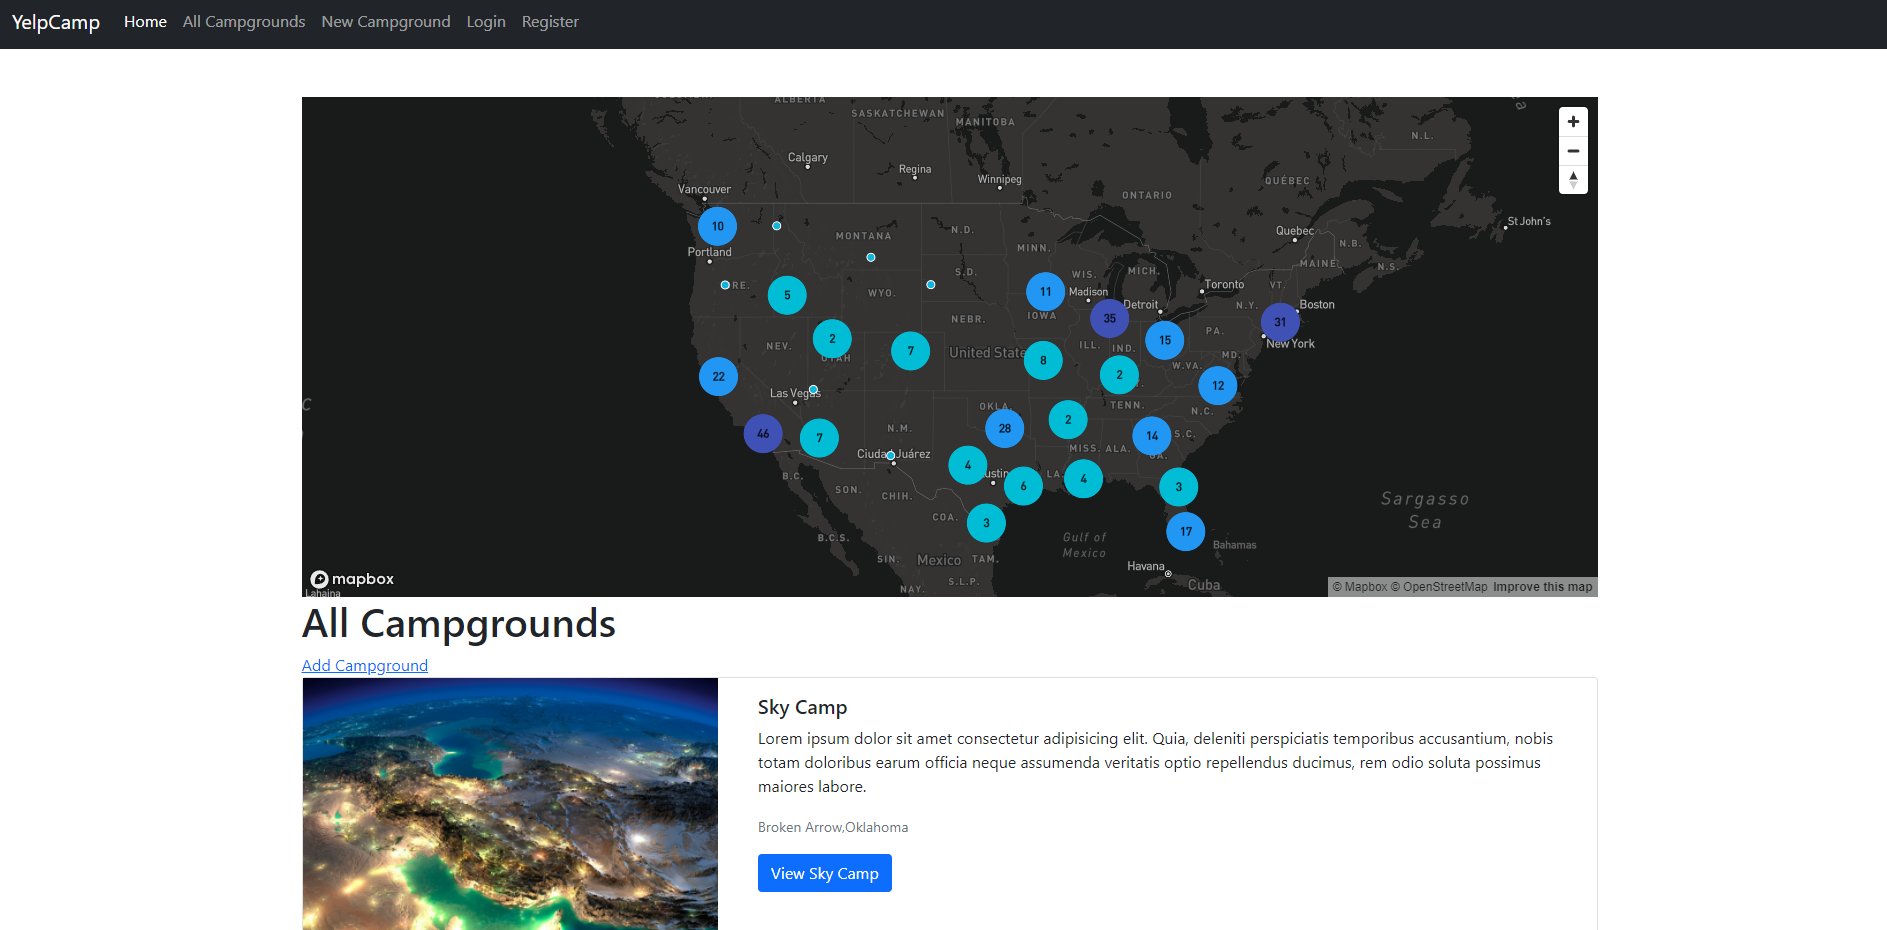 YelpCamp Home All Campgrounds New Campground Login Register
ALBERTA
SASKATCHEWAN
MANITOBA
N.L.
Calgary
Regina
Winnipeg
Vancouver
ONTARIO
QUÉBEC
St John's
10
MONTANA
N.D.
MINN.
Quebec
N.B.
Portland
MAINE
N.S.
S.D.
WIS.
MICH.
Toronto
VT.
RE.
5
WYO.
11
Madison
Detroit
N.Y.
Boston
NEBR.
IOWA
35
31
2
NEV.
UTAH
7
United State
8
ILL.
IND.
15
PA.
New York
MD.
22
2
W.VA.
12
Las Vegas
OKLA.
TENN.
N.C.
46
7
N.M.
28
2
14
S.C.
Ciudad Juárez
MISS.
ALA.
GA.
4
ustin
6
LA.
4
3
B.C.
SON.
CHIH.
COA.
3
Sargasso
Sea
17
B.C.S.
Gulf of
Mexico
Bahamas
SIN.
Mexico
TAM.
Havana
Cuba
S.L.P.
NAY.
mapbox
Lahaina
© Mapbox © OpenStreetMap Improve this map
All Campgrounds
Add Campground
Sky Camp
Lorem ipsum dolor sit amet consectetur adipisicing elit. Quia, deleniti perspiciatis temporibus accusantium, nobis
totam doloribus earum officia neque assumenda veritatis optio repellendus ducimus, rem odio soluta possimus
maiores labore.
Broken Arrow,Oklahoma
View Sky Camp